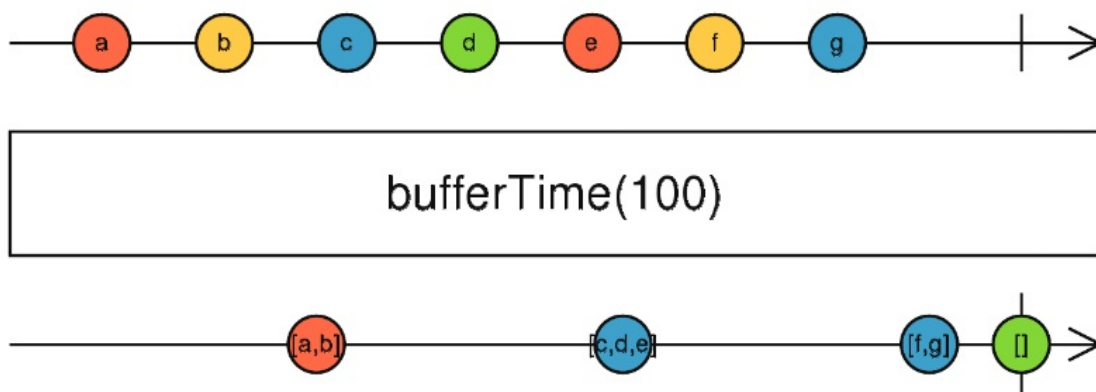 a b c d e f g
bufferTime(100)
[a,b] [c,d,e] [f,g] []